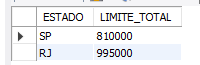 ESTADO LIMITE_TOTAL
SP 810000
RJ 995000